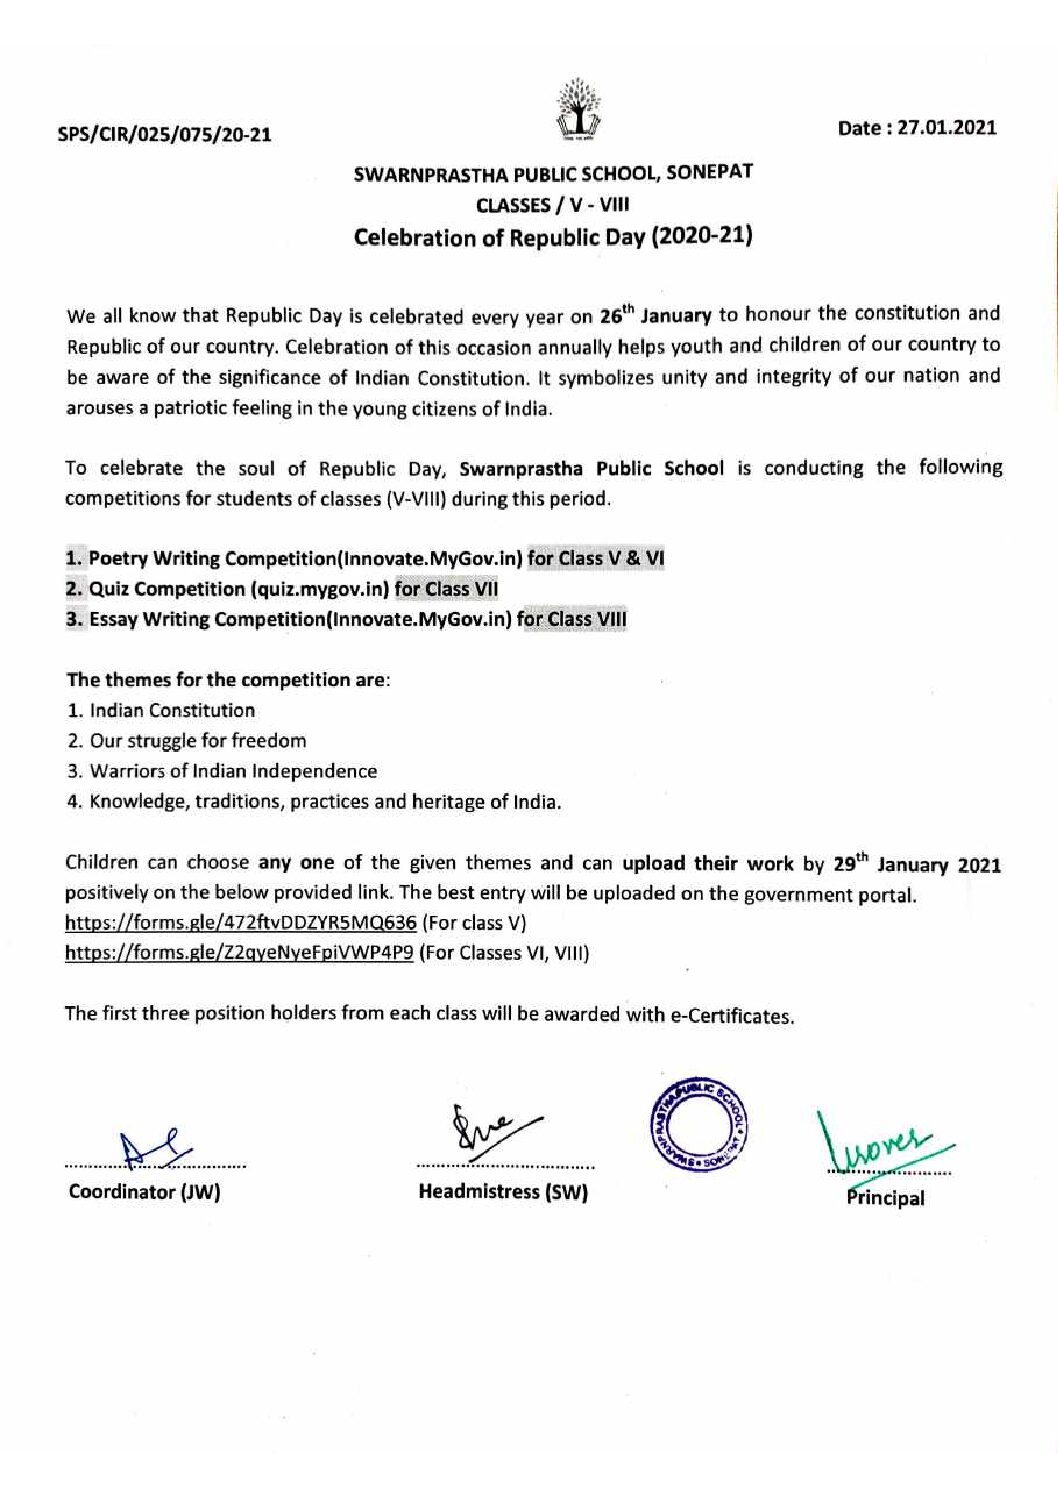 SPS/CIR/025/075/20-21
Date : 27.01.2021
SWARNPRASTHA PUBLIC SCHOOL, SONEPAT
CLASSES / V - VIII
Celebration of Republic Day (2020-21)
We all know that Republic Day is celebrated every year on 26th January to honour the constitution and
Republic of our country. Celebration of this occasion annually helps youth and children of our country to
be aware of the significance of Indian Constitution. It symbolizes unity and integrity of our nation and
arouses a patriotic feeling in the young citizens of India.
To celebrate the soul of Republic Day, Swarnprastha Public School is conducting the following
competitions for students of classes (V-VIII) during this period.
1. Poetry Writing Competition(Innovate.MyGov.in) for Class V & VI
2. Quiz Competition (quiz.mygov.in) for Class VII
3. Essay Writing Competition(Innovate.MyGov.in) for Class VIII
The themes for the competition are:
1. Indian Constitution
2. Our struggle for freedom
3. Warriors of Indian Independence
4. Knowledge, traditions, practices and heritage of India.
Children can choose any one of the given themes and can upload their work by 29th January 2021
positively on the below provided link. The best entry will be uploaded on the government portal.
https://forms.gle/472ftvDDZYR5MQ636 (For class V)
https://forms.gle/Z2qyeNyeFpiVWP4P9 (For Classes VI, VIII)
The first three position holders from each class will be awarded with e-Certificates.
SWARNPRASTHA PUBLIC SCHOOL • SONEPAT •
Coordinator (JW)
Headmistress (SW)
Principal